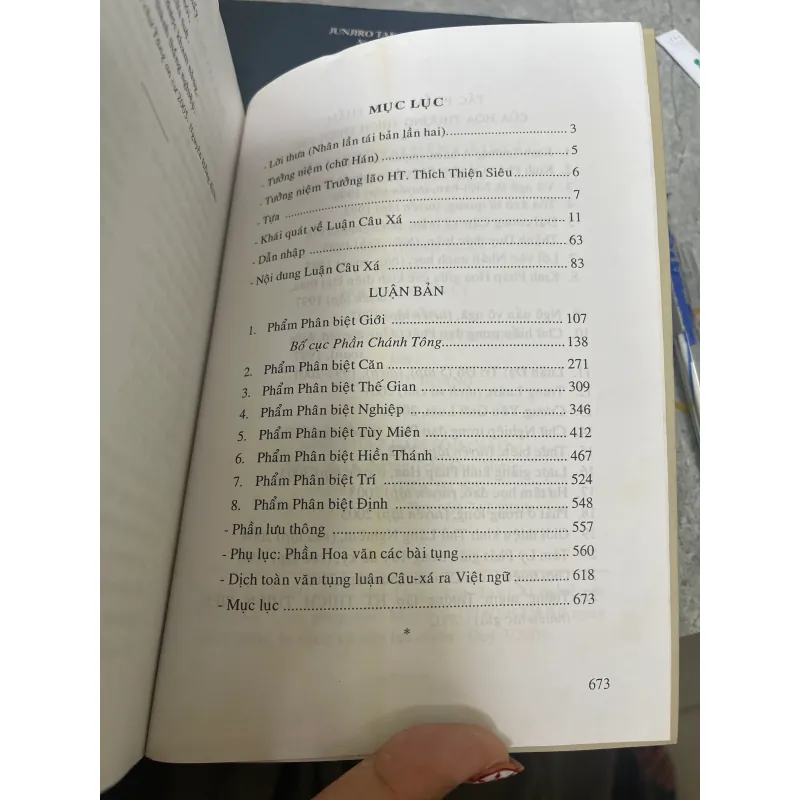 JUNJIRO
MỤC LỤC
- Lời thưa (Nhân lần tái bản lần hai).......... 3
- Tưởng niệm (chữ Hán) .......... 5
- Tưởng niệm Trưởng lão HT. Thích Thiện Siêu .......... 6
- Tựa .......... 7
- Khái quát về Luận Câu Xá .......... 11
- Dẫn nhập .......... 63
- Nội dung Luận Câu Xá .......... 83
LUẬN BẢN
1. Phẩm Phân biệt Giới .......... 107
Bố cục Phần Chánh Tông.......... 138
2. Phẩm Phân biệt Căn .......... 271
3. Phẩm Phân biệt Thế Gian .......... 309
4. Phẩm Phân biệt Nghiệp .......... 346
5. Phẩm Phân biệt Tùy Miên .......... 412
6. Phẩm Phân biệt Hiền Thánh .......... 467
7. Phẩm Phân biệt Trí .......... 524
8. Phẩm Phân biệt Định .......... 548
- Phần lưu thông .......... 557
- Phụ lục: Phần Hoa văn các bài tụng .......... 560
- Dịch toàn văn tụng luận Câu-xá ra Việt ngữ .......... 618
- Mục lục .......... 673
*
673